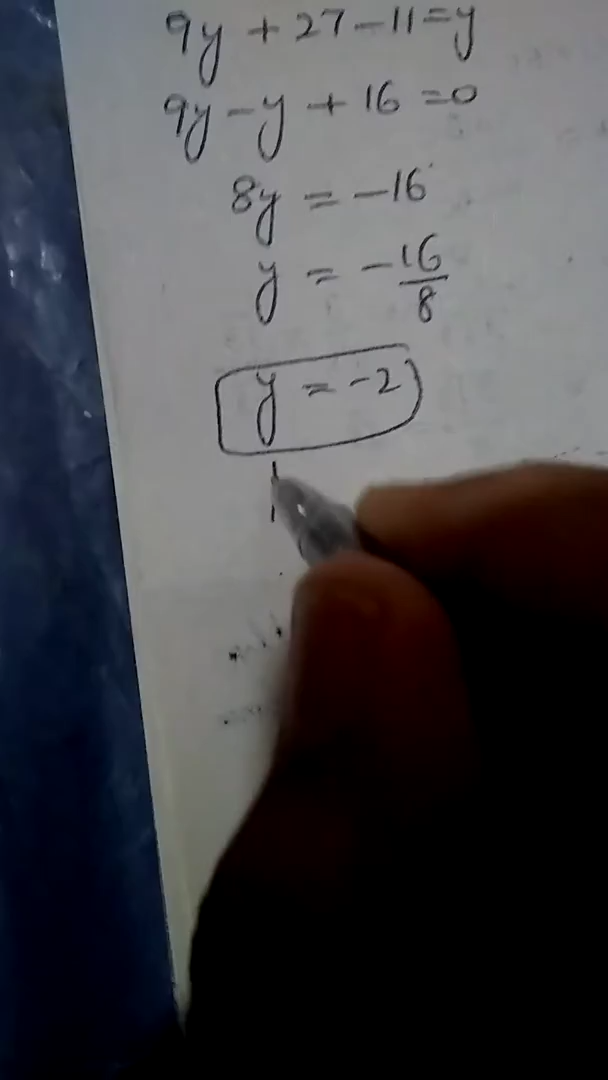 9y + 27 - 11 = y
9y - y + 16 = 0
8y = -16
y = -16/8
y = -2